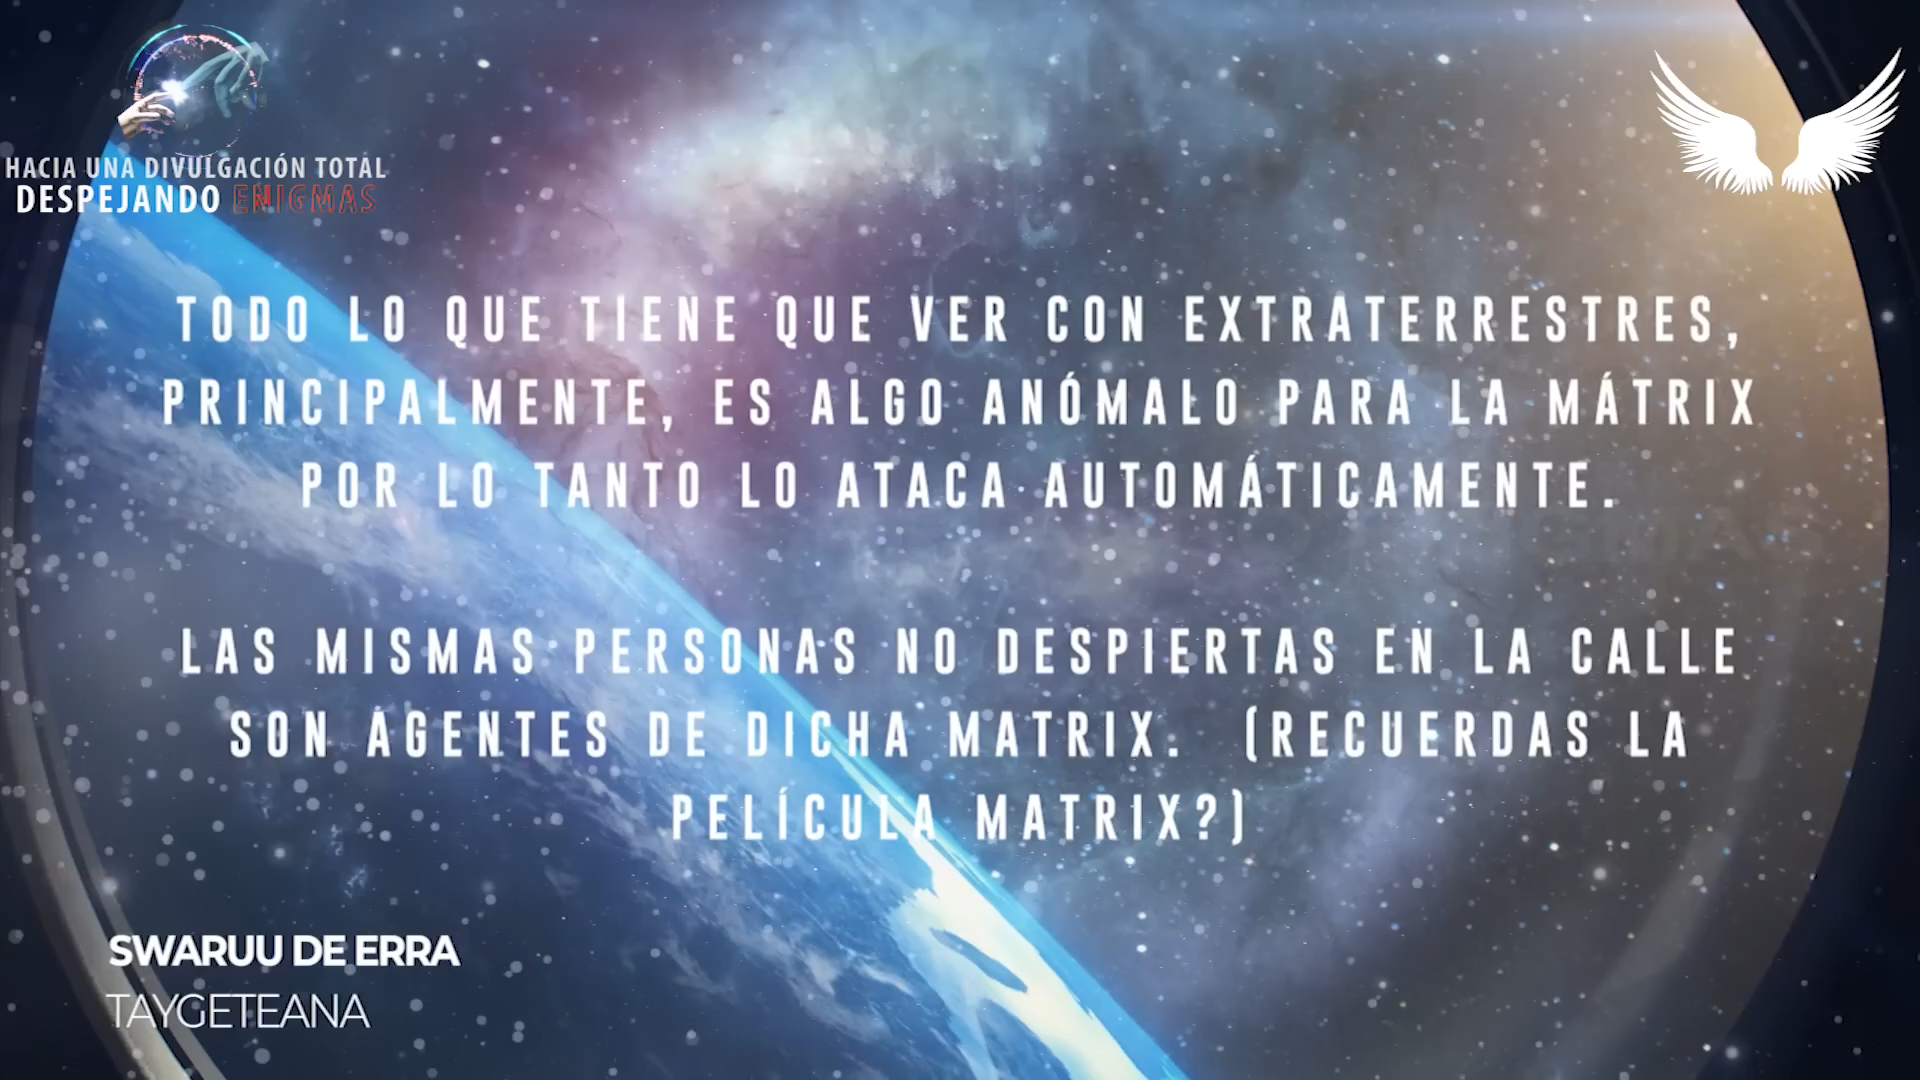 HACIA UNA DIVULGACIÓN TOTAL
DESPEJANDO ENIGMAS
TODO LO QUE TIENE QUE VER CON EXTRATERRESTRES,
PRINCIPALMENTE, ES ALGO ANÓMALO PARA LA MÁTRIX
POR LO TANTO LO ATACA AUTOMÁTICAMENTE.
LAS MISMAS PERSONAS NO DESPIERTAS EN LA CALLE
SON AGENTES DE DICHA MATRIX. (RECUERDAS LA
PELÍCULA MATRIX?)
SWARUU DE ERRA
TAYGETEANA